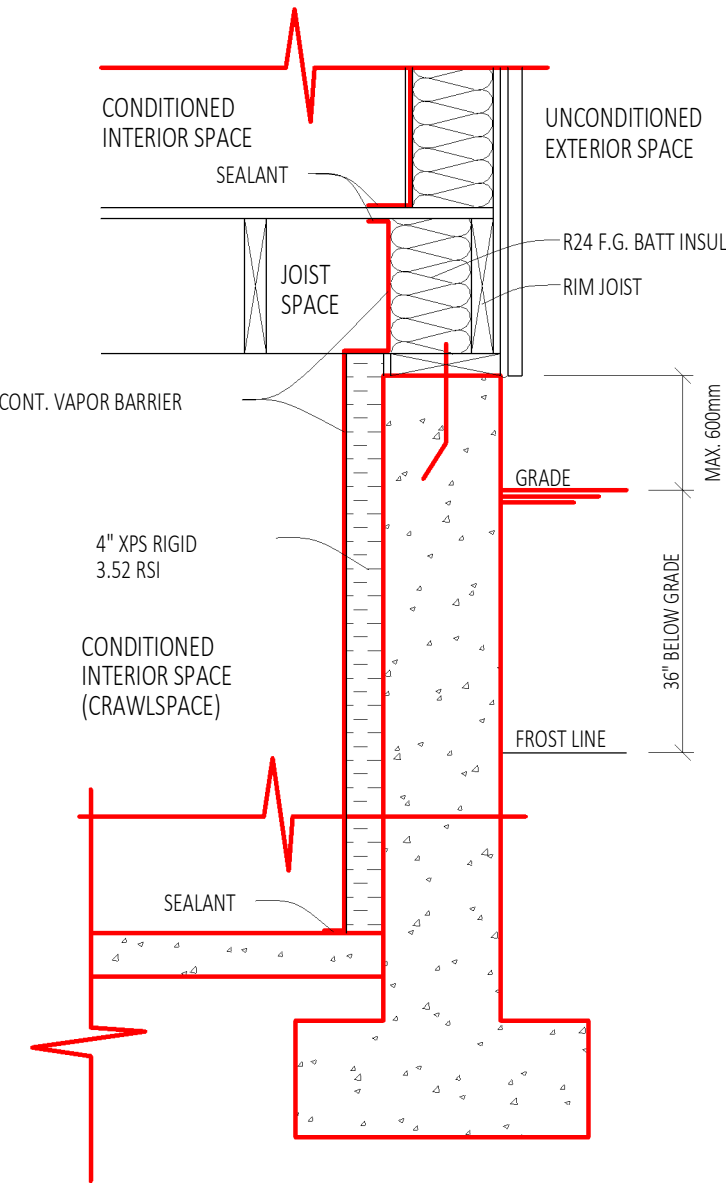 CONDITIONED
INTERIOR SPACE
UNCONDITIONED
EXTERIOR SPACE
SEALANT
R24 F.G. BATT INSUL
JOIST
SPACE
RIM JOIST
CONT. VAPOR BARRIER
MAX. 600mm
GRADE
4" XPS RIGID
3.52 RSI
36" BELOW GRADE
CONDITIONED
INTERIOR SPACE
(CRAWLSPACE)
FROST LINE
SEALANT